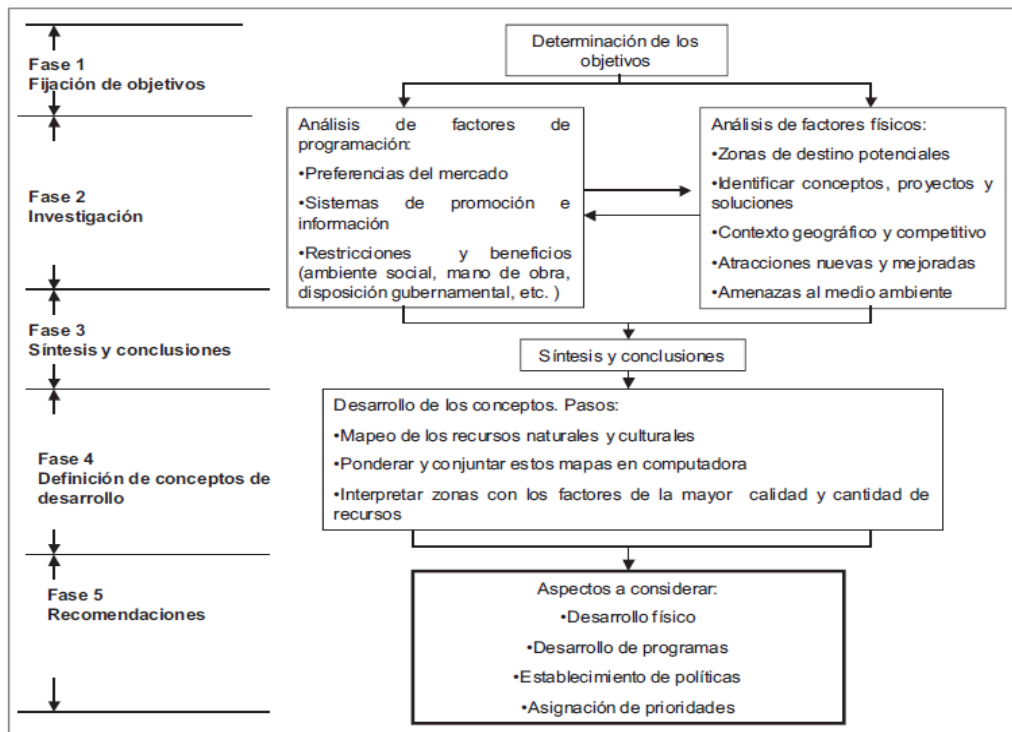 Fase 1
Fijación de objetivos
Determinación de los
objetivos
Fase 2
Investigación
Análisis de factores de
programación:
•Preferencias del mercado
•Sistemas de promoción e
información
•Restricciones y beneficios
(ambiente social, mano de obra,
disposición gubernamental, etc. )
Análisis de factores físicos:
•Zonas de destino potenciales
•Identificar conceptos, proyectos y
soluciones
•Contexto geográfico y competitivo
•Atracciones nuevas y mejoradas
•Amenazas al medio ambiente
Fase 3
Síntesis y conclusiones
Síntesis y conclusiones
Fase 4
Definición de conceptos de
desarrollo
Desarrollo de los conceptos. Pasos:
•Mapeo de los recursos naturales y culturales
•Ponderar y conjuntar estos mapas en computadora
•Interpretar zonas con los factores de la mayor calidad y cantidad de
recursos
Fase 5
Recomendaciones
Aspectos a considerar:
•Desarrollo físico
•Desarrollo de programas
•Establecimiento de políticas
•Asignación de prioridades